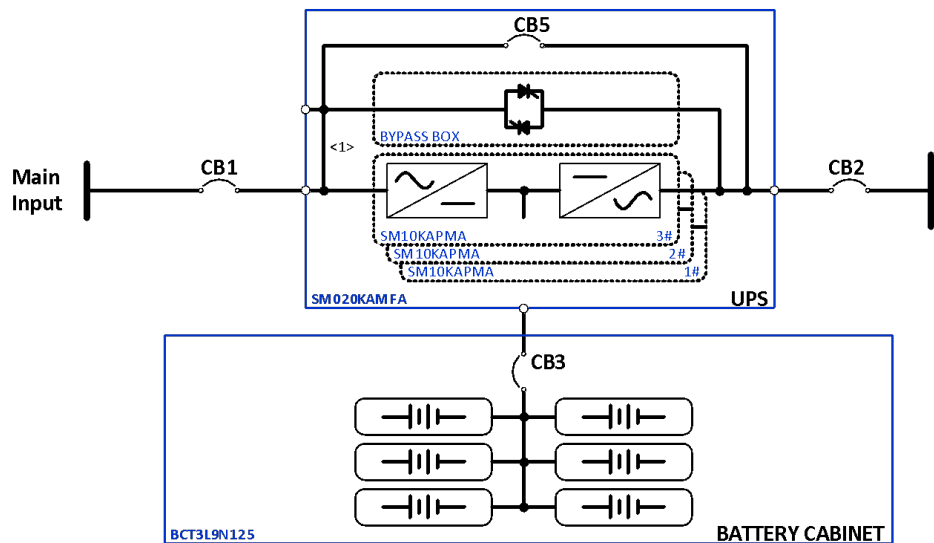 CB5
BYPASS BOX
<1>
Main
Input
CB1
CB2
SM10KAPMA 3#
SM10KAPMA 2#
SM10KAPMA 1#
SM020KAMFA
UPS
CB3
BCT3L9N125
BATTERY CABINET